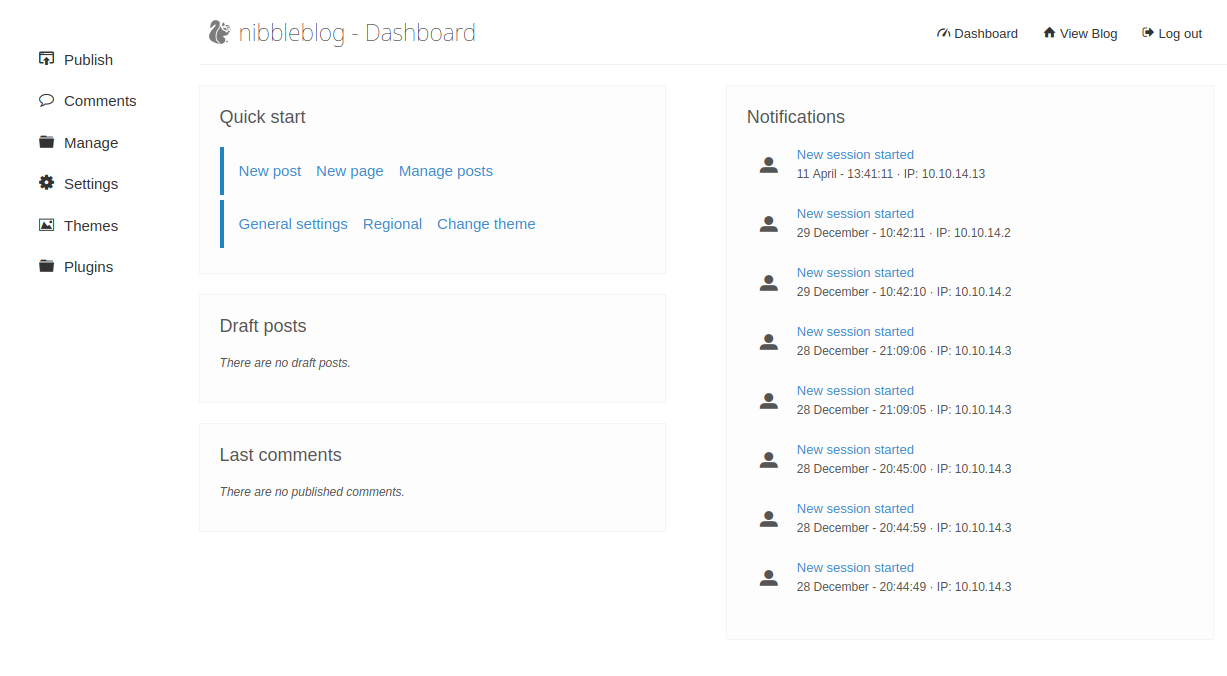 nibbleblog - Dashboard
Dashboard View Blog Log out
Publish
Comments
Manage
Settings
Themes
Plugins
Quick start
New post New page Manage posts
General settings Regional Change theme
Draft posts
There are no draft posts.
Last comments
There are no published comments.
Notifications
New session started
11 April - 13:41:11 · IP: 10.10.14.13
New session started
29 December - 10:42:11 · IP: 10.10.14.2
New session started
29 December - 10:42:10 · IP: 10.10.14.2
New session started
28 December - 21:09:06 · IP: 10.10.14.3
New session started
28 December - 21:09:05 · IP: 10.10.14.3
New session started
28 December - 20:45:00 · IP: 10.10.14.3
New session started
28 December - 20:44:59 · IP: 10.10.14.3
New session started
28 December - 20:44:49 · IP: 10.10.14.3